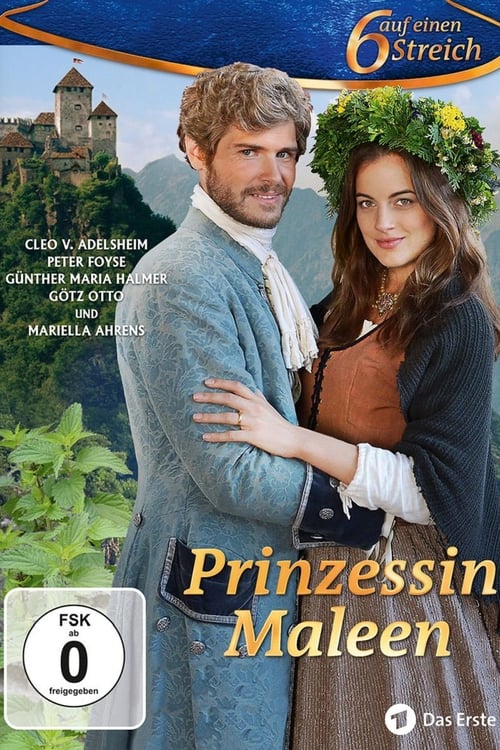 6 auf einen
Streich
CLEO V. ADELSHEIM
PETER FOYSE
GÜNTHER MARIA HALMER
GÖTZ OTTO
UND
MARIELLA AHRENS
Prinzessin
Maleen
FSK
ab
0
freigegeben
1 Das Erste